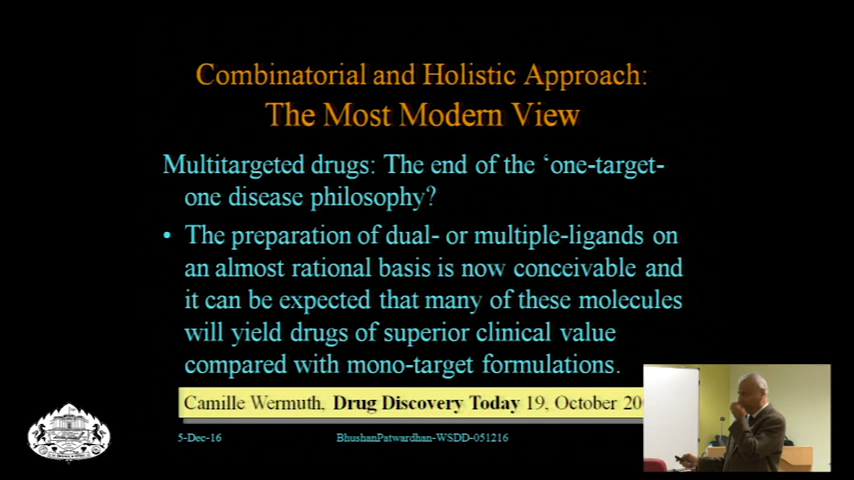 Combinatorial and Holistic Approach:
The Most Modern View
Multitargeted drugs: The end of the ‘one-target-
one disease philosophy?
• The preparation of dual- or multiple-ligands on
an almost rational basis is now conceivable and
it can be expected that many of these molecules
will yield drugs of superior clinical value
compared with mono-target formulations.
Camille Wermuth, Drug Discovery Today 19, October
5-Dec-16
BhushanPatwardhan-WSDD-051216